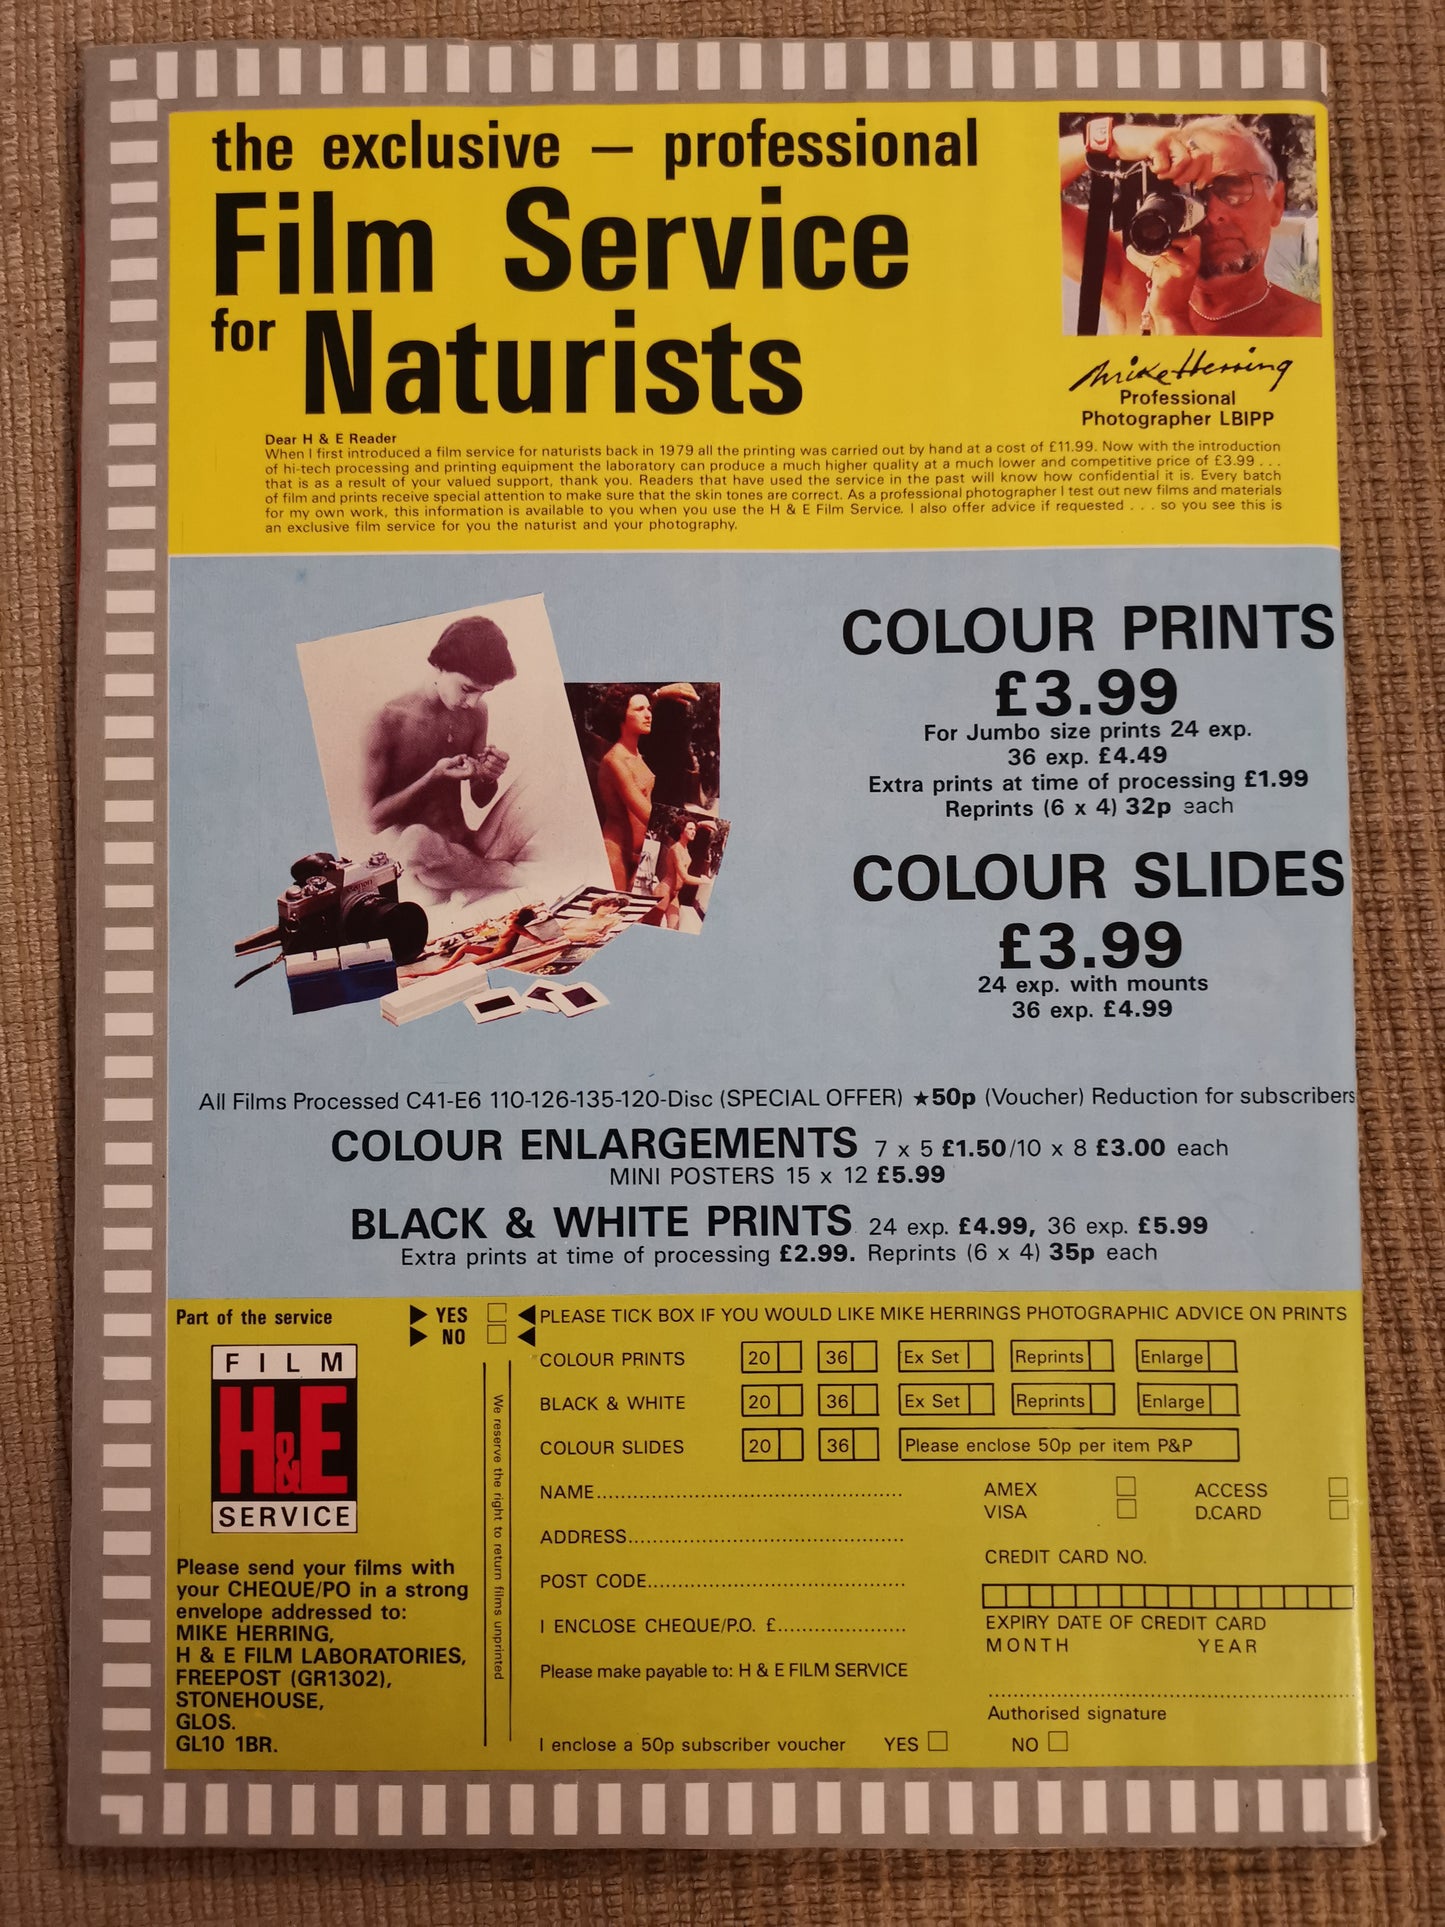 the exclusive — professional
Film Service
for Naturists
Mike Herring
Professional
Photographer LBIPP
Dear H & E Reader
When I first introduced a film service for naturists back in 1979 all the printing was carried out by hand at a cost of £11.99. Now with the introduction
of hi-tech processing and printing equipment the laboratory can produce a much higher quality at a much lower and competitive price of £3.99 . . .
that is as a result of your valued support, thank you. Readers that have used the service in the past will know how confidential it is. Every batch
of film and prints receive special attention to make sure that the skin tones are correct. As a professional photographer I test out new films and materials
for my own work, this information is available to you when you use the H & E Film Service. I also offer advice if requested . . . so you see this is
an exclusive film service for you the naturist and your photography.
COLOUR PRINTS
£3.99
For Jumbo size prints 24 exp.
36 exp. £4.49
Extra prints at time of processing £1.99
Reprints (6 x 4) 32p each
COLOUR SLIDES
£3.99
24 exp. with mounts
36 exp. £4.99
All Films Processed C41-E6 110-126-135-120-Disc (SPECIAL OFFER) ★50p (Voucher) Reduction for subscribers
COLOUR ENLARGEMENTS 7 x 5 £1.50/10 x 8 £3.00 each
MINI POSTERS 15 x 12 £5.99
BLACK & WHITE PRINTS 24 exp. £4.99, 36 exp. £5.99
Extra prints at time of processing £2.99. Reprints (6 x 4) 35p each
Part of the service
YES
NO
PLEASE TICK BOX IF YOU WOULD LIKE MIKE HERRINGS PHOTOGRAPHIC ADVICE ON PRINTS
FILM
H&E
SERVICE
Please send your films with
your CHEQUE/PO in a strong
envelope addressed to:
MIKE HERRING,
H & E FILM LABORATORIES,
FREEPOST (GR1302),
STONEHOUSE,
GLOS.
GL10 1BR.
We reserve the right to return films unprinted
COLOUR PRINTS 20 36 Ex Set Reprints Enlarge
BLACK & WHITE 20 36 Ex Set Reprints Enlarge
COLOUR SLIDES 20 36 Please enclose 50p per item P&P
NAME
ADDRESS
POST CODE
I ENCLOSE CHEQUE/P.O. £
Please make payable to: H & E FILM SERVICE
I enclose a 50p subscriber voucher YES NO
AMEX ACCESS
VISA D.CARD
CREDIT CARD NO.
EXPIRY DATE OF CREDIT CARD
MONTH YEAR
Authorised signature